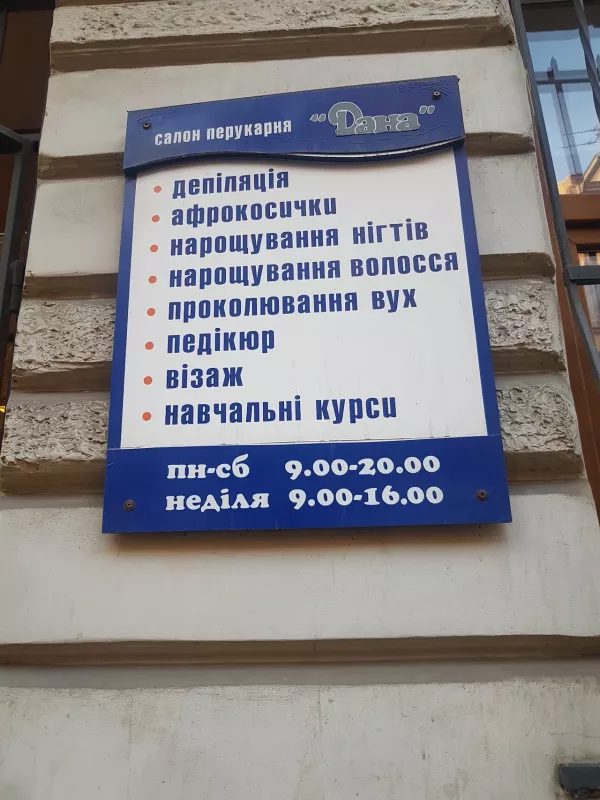 салон перукарня "Дана"
• депіляція
• афрокосички
• нарощування нігтів
• нарощування волосся
• проколювання вух
• педікюр
• візаж
• навчальні курси
пн-сб 9.00-20.00
неділя 9.00-16.00